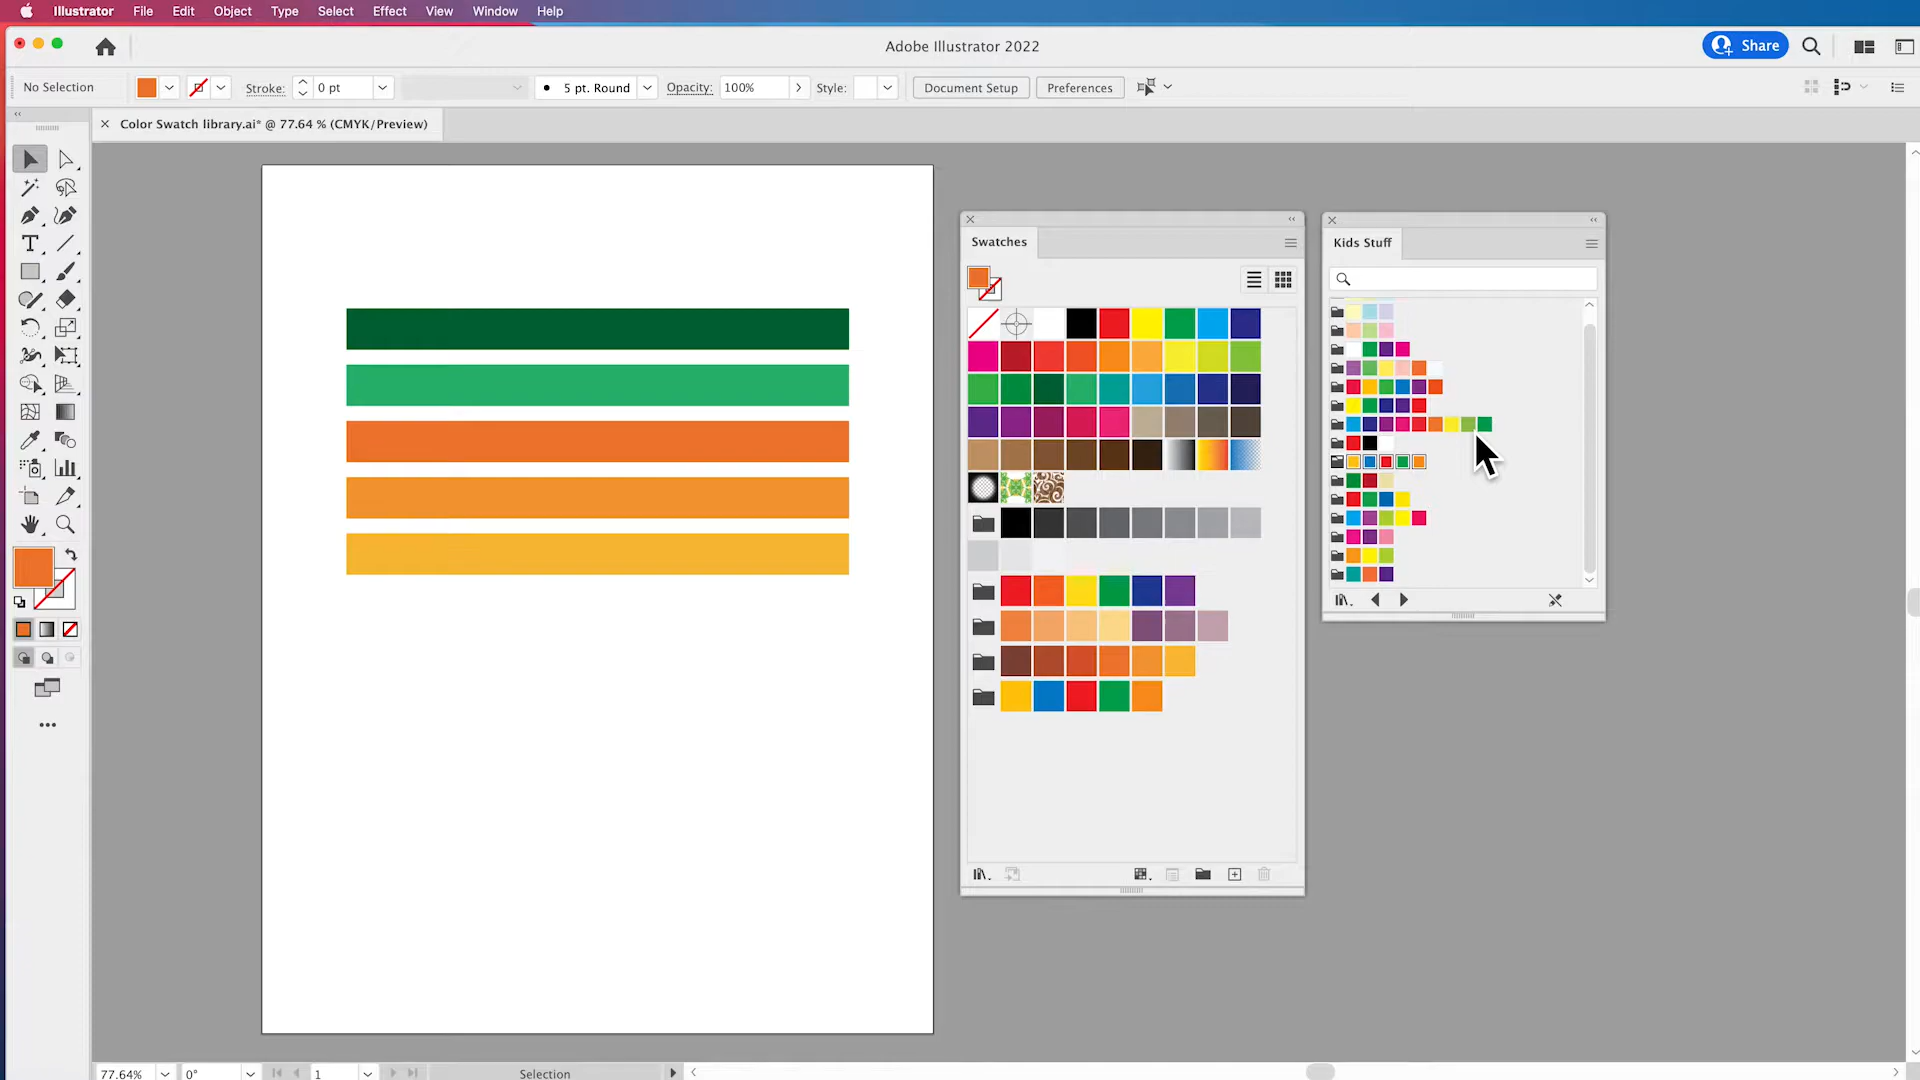 Illustrator File Edit Object Type Select Effect View Window Help
Adobe Illustrator 2022
Share
No Selection Stroke: 0 pt 5 pt. Round Opacity: 100% Style: Document Setup Preferences
Color Swatch library.ai* @ 77.64 % (CMYK/Preview)
Swatches
Kids Stuff
77.64% 0° 1 Selection